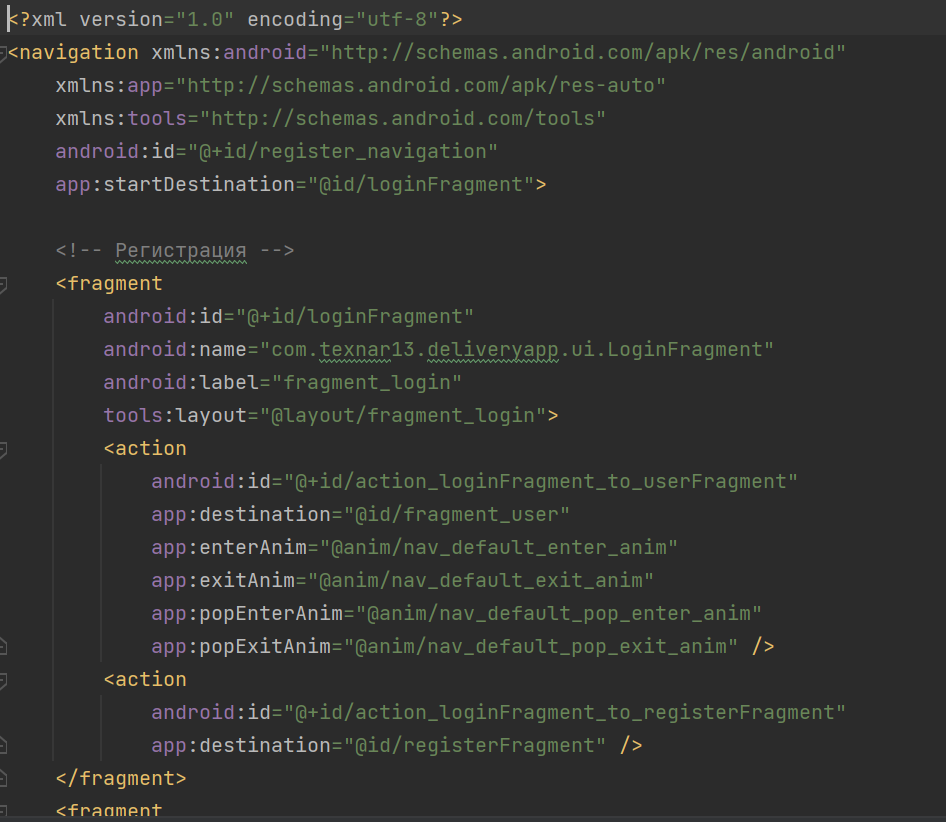 <?xml version="1.0" encoding="utf-8"?>
<navigation xmlns:android="http://schemas.android.com/apk/res/android"
    xmlns:app="http://schemas.android.com/apk/res-auto"
    xmlns:tools="http://schemas.android.com/tools"
    android:id="@+id/register_navigation"
    app:startDestination="@id/loginFragment">

    <!-- Регистрация -->
    <fragment
        android:id="@+id/loginFragment"
        android:name="com.texnar13.deliveryapp.ui.LoginFragment"
        android:label="fragment_login"
        tools:layout="@layout/fragment_login">
        <action
            android:id="@+id/action_loginFragment_to_userFragment"
            app:destination="@id/fragment_user"
            app:enterAnim="@anim/nav_default_enter_anim"
            app:exitAnim="@anim/nav_default_exit_anim"
            app:popEnterAnim="@anim/nav_default_pop_enter_anim"
            app:popExitAnim="@anim/nav_default_pop_exit_anim" />
        <action
            android:id="@+id/action_loginFragment_to_registerFragment"
            app:destination="@id/registerFragment" />
    </fragment>
    <fragment